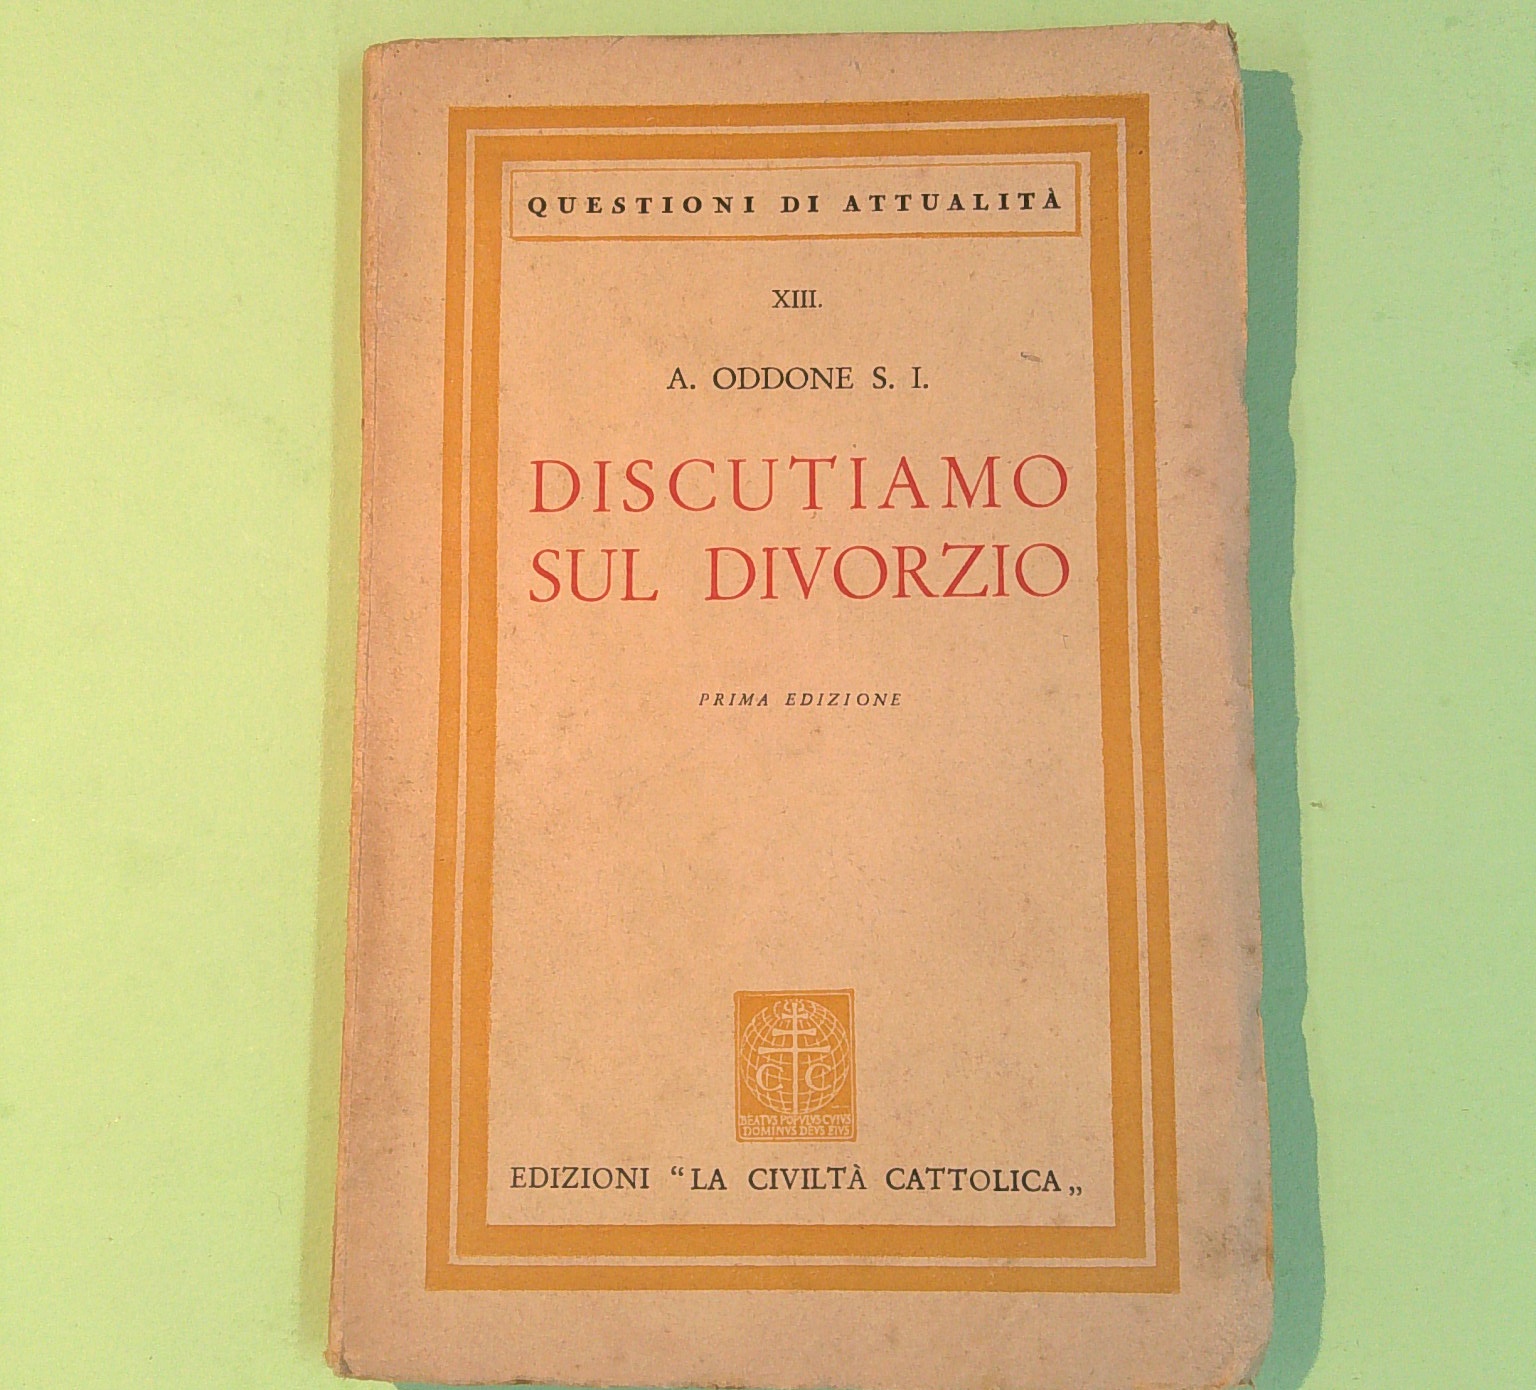 QUESTIONI DI ATTUALITÀ
XIII.
A. ODDONE S. I.
DISCUTIAMO
SUL DIVORZIO
PRIMA EDIZIONE
C C
BEATVS POPVLVS CVIVS
DOMINVS DEVS EIVS
EDIZIONI “LA CIVILTÀ CATTOLICA„